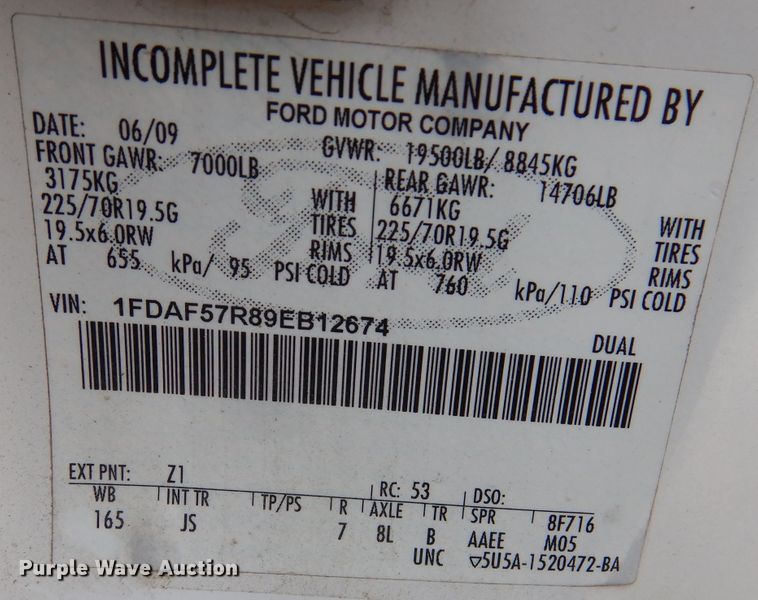 INCOMPLETE VEHICLE MANUFACTURED BY
FORD MOTOR COMPANY
DATE: 06/09 GVWR: 19500LB/ 8845KG
FRONT GAWR: 7000LB REAR GAWR: 14706LB
3175KG WITH 6671KG WITH
225/70R19.5G TIRES 225/70R19.5G TIRES
19.5x6.0RW RIMS 19.5x6.0RW RIMS
AT 655 kPa/ 95 PSI COLD AT 760 kPa/110 PSI COLD
VIN: 1FDAF57R89EB12674
DUAL
EXT PNT: Z1 RC: 53 DSO:
WB INT TR TP/PS R AXLE TR SPR 8F716
165 JS 7 8L B AAEE M05
UNC ▽5U5A-1520472-BA
Purple Wave Auction